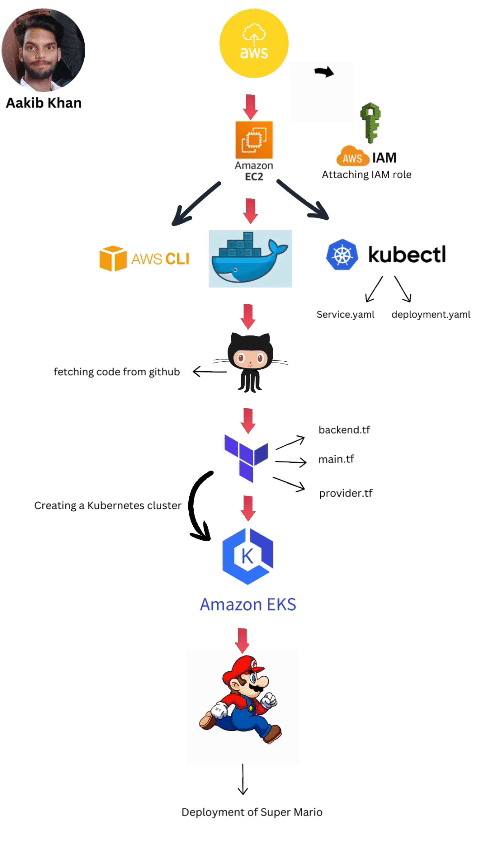 aws
Aakib Khan
Amazon
EC2
AWS IAM
Attaching IAM role
AWS CLI
kubectl
Service.yaml
deployment.yaml
fetching code from github
backend.tf
main.tf
provider.tf
Creating a Kubernetes cluster
K
Amazon EKS
Deployment of Super Mario